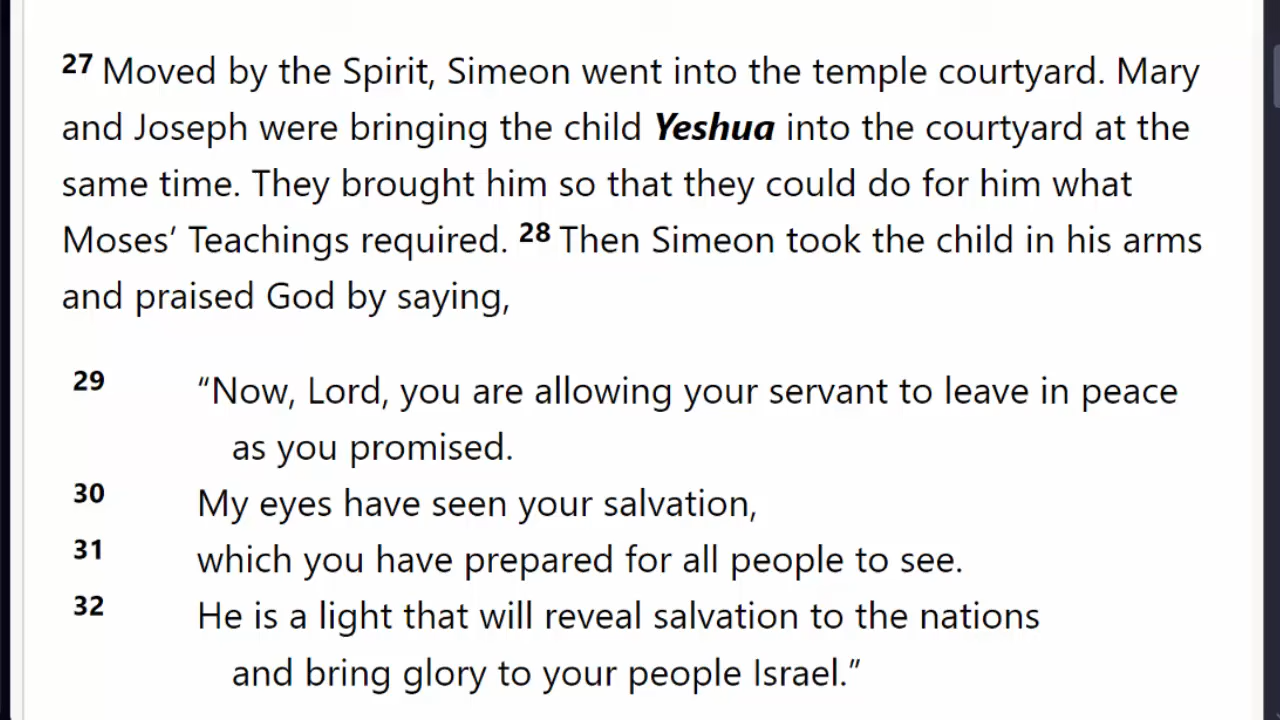 27 Moved by the Spirit, Simeon went into the temple courtyard. Mary
and Joseph were bringing the child Yeshua into the courtyard at the
same time. They brought him so that they could do for him what
Moses’ Teachings required. 28 Then Simeon took the child in his arms
and praised God by saying,
29 “Now, Lord, you are allowing your servant to leave in peace
as you promised.
30 My eyes have seen your salvation,
31 which you have prepared for all people to see.
32 He is a light that will reveal salvation to the nations
and bring glory to your people Israel.”